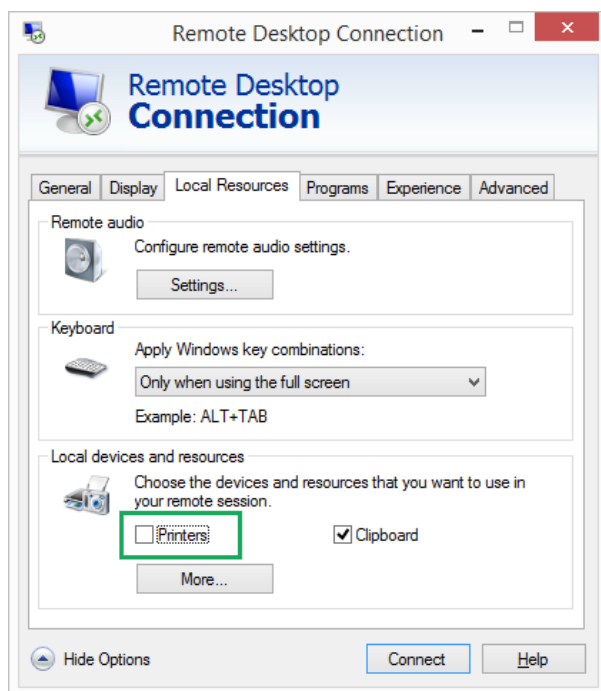 Remote Desktop Connection
Remote Desktop
Connection
General Display Local Resources Programs Experience Advanced
Remote audio
Configure remote audio settings.
Settings...
Keyboard
Apply Windows key combinations:
Only when using the full screen
Example: ALT+TAB
Local devices and resources
Choose the devices and resources that you want to use in
your remote session.
Printers Clipboard
More...
Hide Options Connect Help